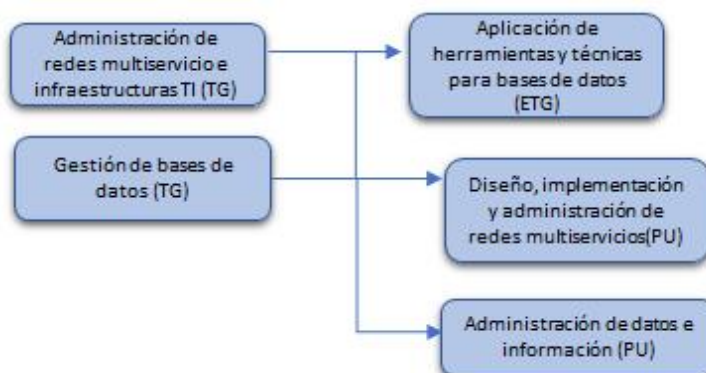 Administración de
redes multiservicio e
infraestructuras TI (TG)
Gestión de bases de
datos (TG)
Aplicación de
herramientas y técnicas
para bases de datos
(ETG)
Diseño, implementación
y administración de
redes multiservicios(PU)
Administración de datos e
información (PU)